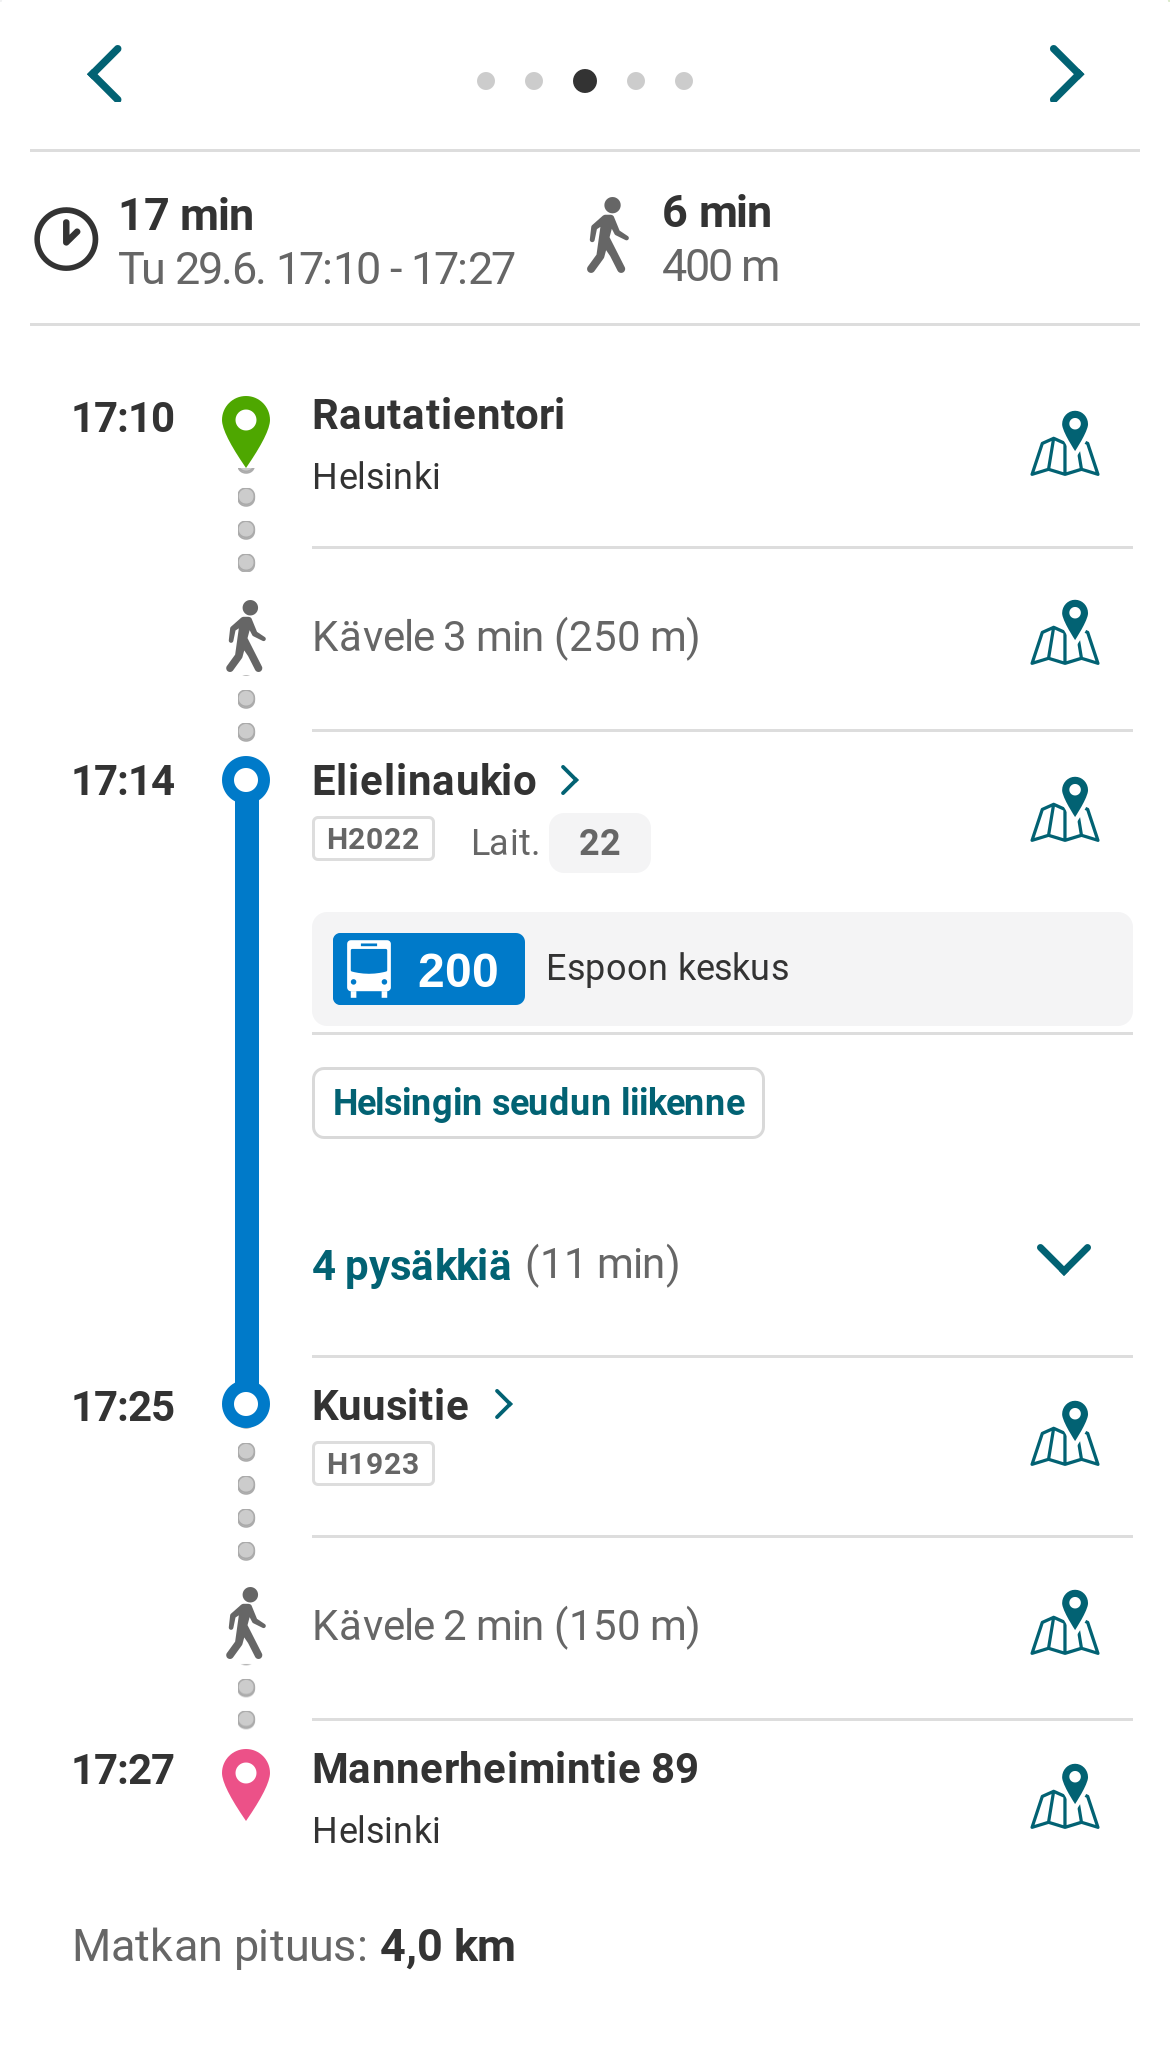 17 min
Tu 29.6. 17:10 - 17:27
6 min
400 m
17:10
Rautatientori
Helsinki
Kävele 3 min (250 m)
17:14
Elielinaukio
H2022 Lait. 22
200 Espoon keskus
Helsingin seudun liikenne
4 pysäkkiä (11 min)
17:25
Kuusitie
H1923
Kävele 2 min (150 m)
17:27
Mannerheimintie 89
Helsinki
Matkan pituus: 4,0 km